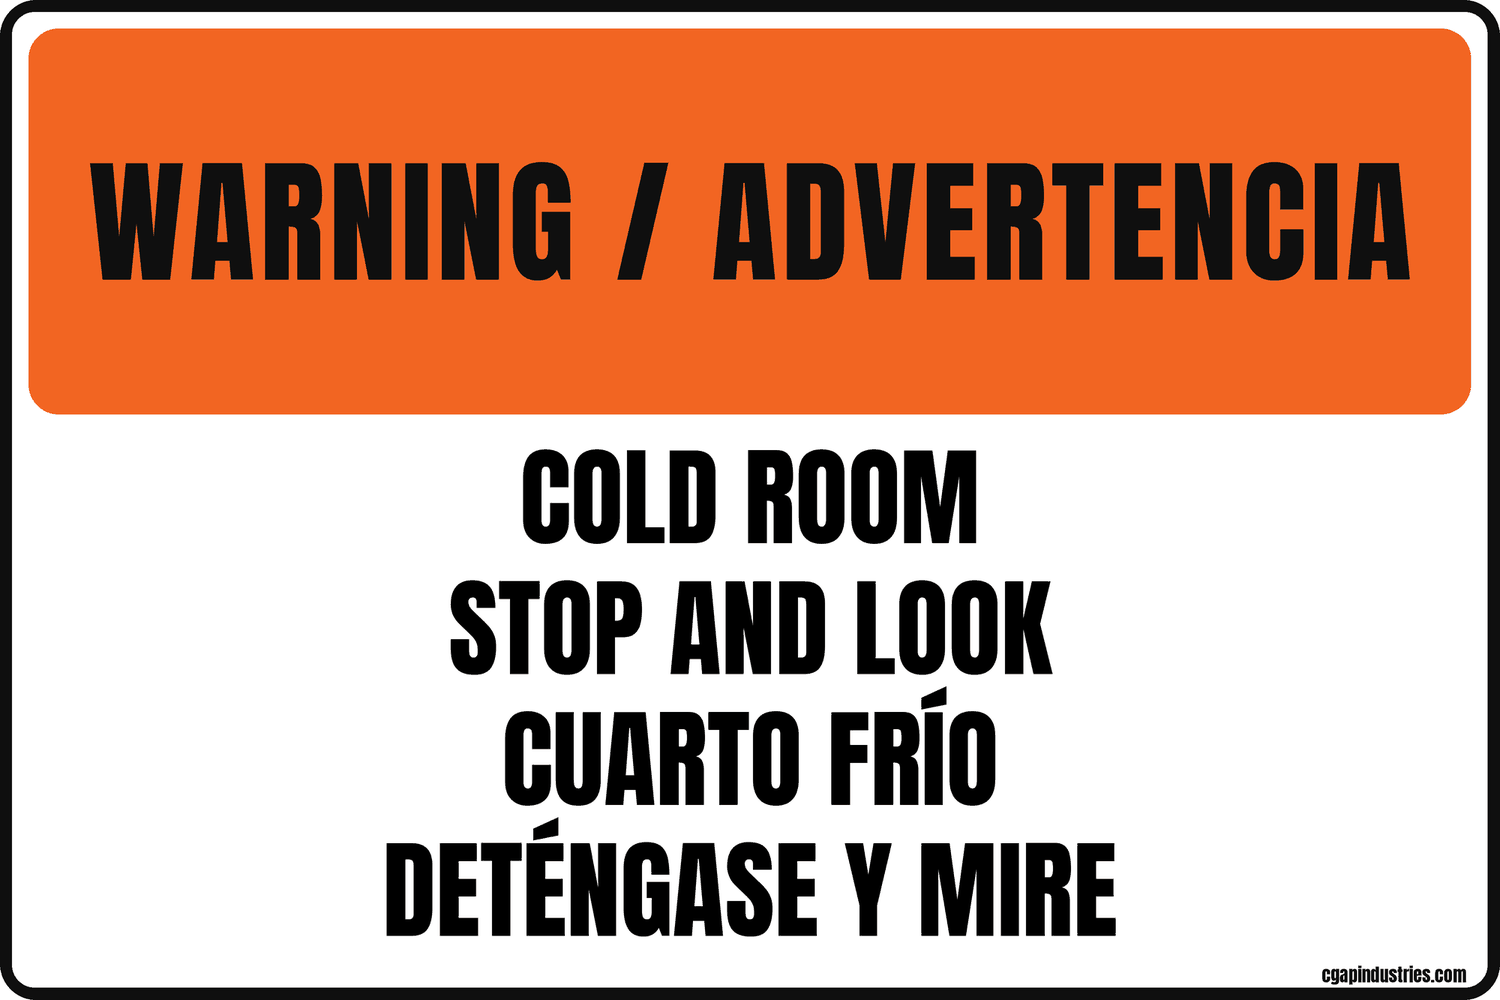 WARNING / ADVERTENCIA
COLD ROOM
STOP AND LOOK
CUARTO FRÍO
DETÉNGASE Y MIRE
cgapindustries.com